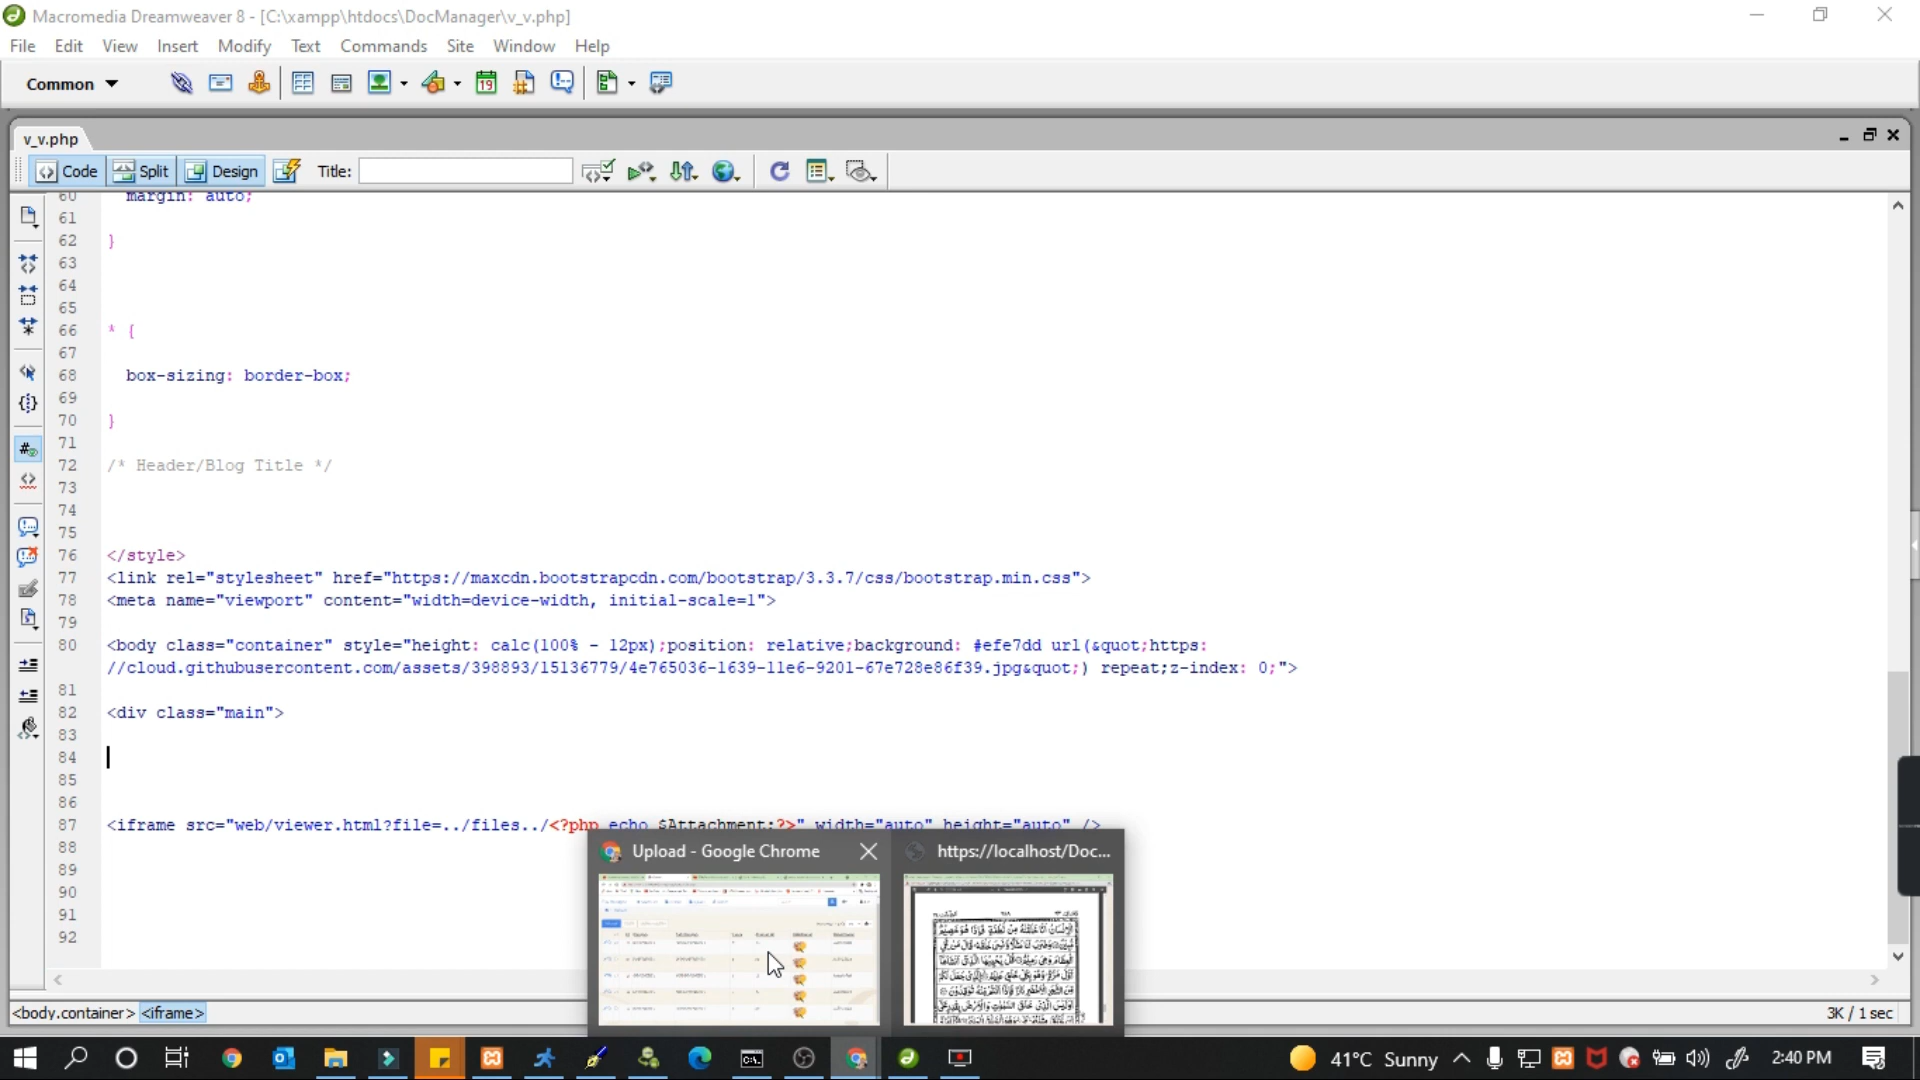 Macromedia Dreamweaver 8 - [C:\xampp\htdocs\DocManager\v_v.php]
File Edit View Insert Modify Text Commands Site Window Help
Common
v_v.php
Code Split Design Title:
60 margin: auto;
61
62 }
63
64
65
66 * {
67
68 box-sizing: border-box;
69
70 }
71
72 /* Header/Blog Title */
73
74
75
76 </style>
77 <link rel="stylesheet" href="https://maxcdn.bootstrapcdn.com/bootstrap/3.3.7/css/bootstrap.min.css">
78 <meta name="viewport" content="width=device-width, initial-scale=1">
79
80 <body class="container" style="height: calc(100% - 12px);position: relative;background: #efe7dd url(&quot;https:
//cloud.githubusercontent.com/assets/398893/15136779/4e765036-1639-11e6-9201-67e728e86f39.jpg&quot;) repeat;z-index: 0;">
81
82 <div class="main">
83
84
85
86
87 <iframe src="web/viewer.html?file=../files../<?php echo $Attachment;?>" width="auto" height="auto" />
88
89
90
91
92
Upload - Google Chrome
https://localhost/Doc...
<body.container> <iframe>
3K / 1 sec
41°C Sunny
2:40 PM